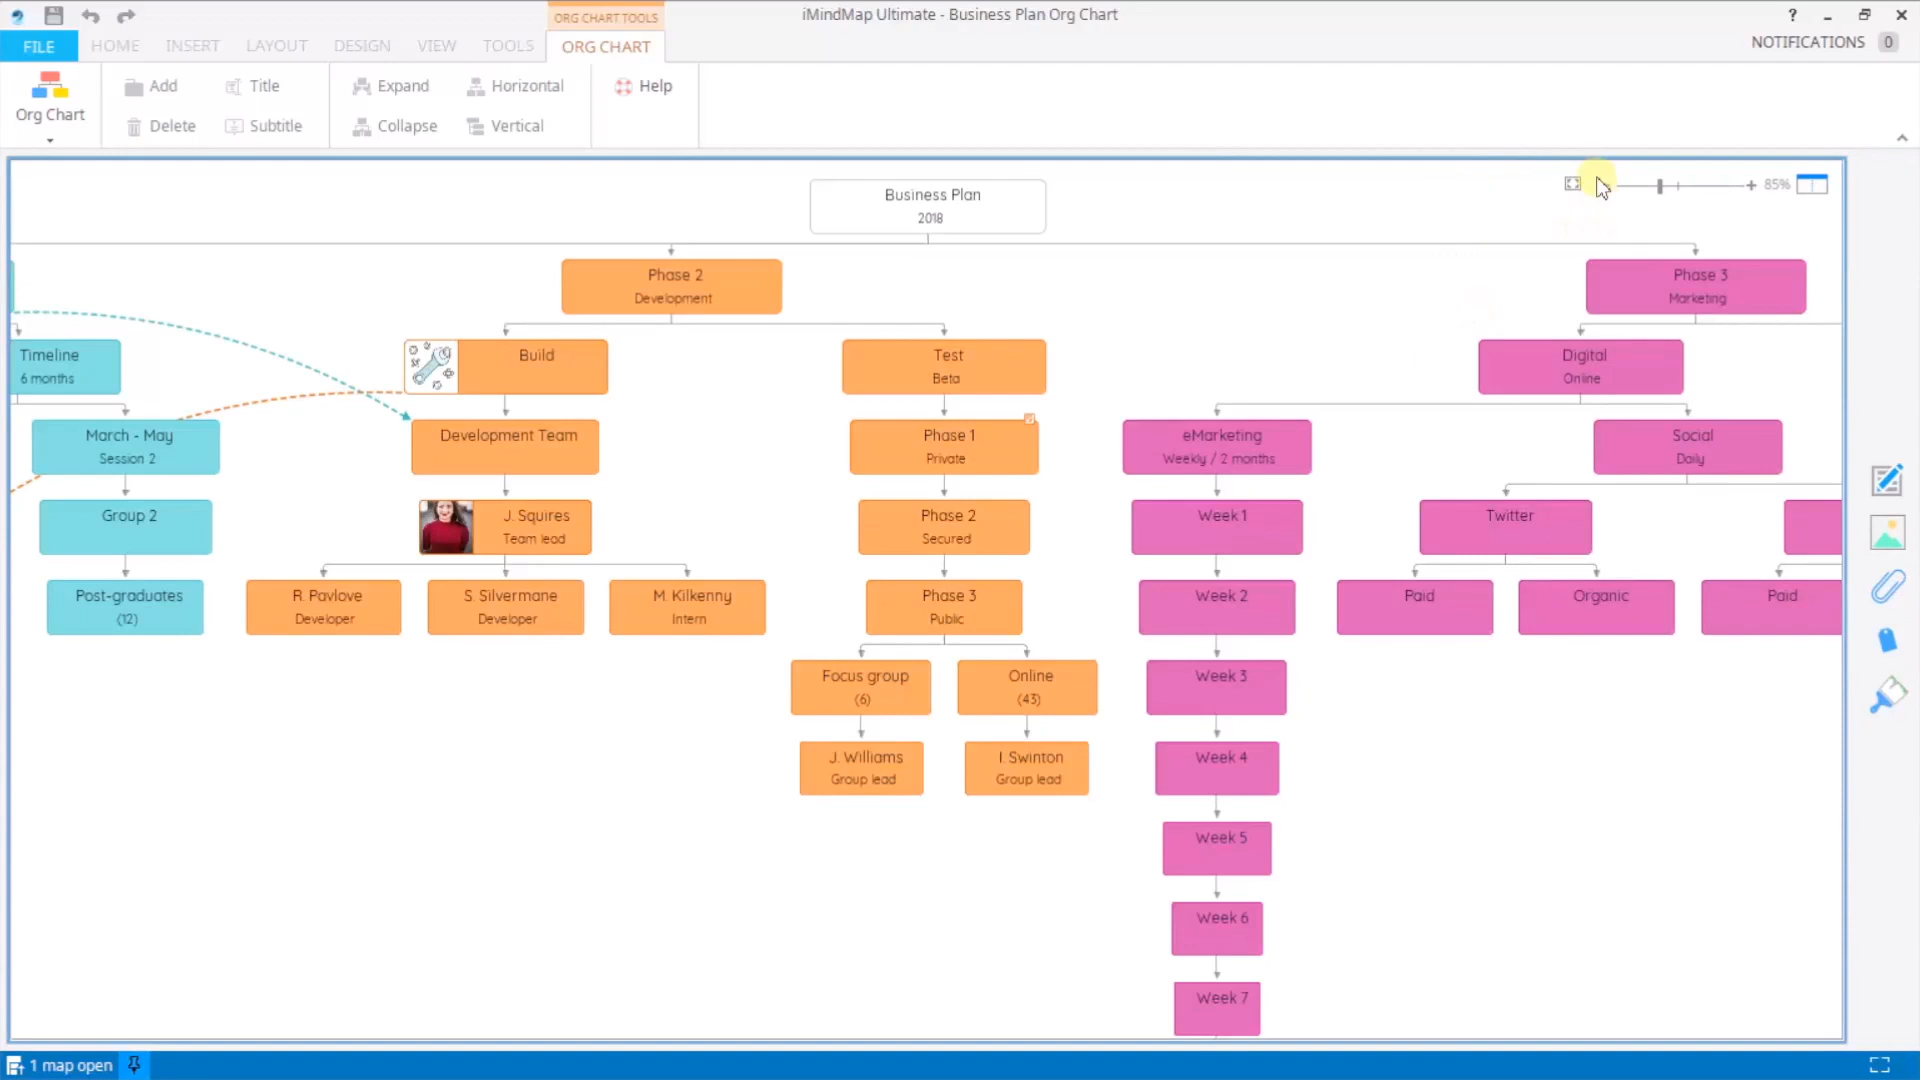 ORG CHART TOOLS
iMindMap Ultimate - Business Plan Org Chart
?
FILE
HOME
INSERT
LAYOUT
DESIGN
VIEW
TOOLS
ORG CHART
NOTIFICATIONS 0
Org Chart
Add
Title
Delete
Subtitle
Expand
Horizontal
Collapse
Vertical
Help
85%
Business Plan
2018
Phase 2
Development
Phase 3
Marketing
Timeline
6 months
Build
Test
Beta
Digital
Online
March - May
Session 2
Development Team
Phase 1
Private
eMarketing
Weekly / 2 months
Social
Daily
Group 2
J. Squires
Team lead
Phase 2
Secured
Week 1
Twitter
Post-graduates
(12)
R. Pavlove
Developer
S. Silvermane
Developer
M. Kilkenny
Intern
Phase 3
Public
Week 2
Paid
Organic
Paid
Focus group
(6)
Online
(43)
Week 3
J. Williams
Group lead
I. Swinton
Group lead
Week 4
Week 5
Week 6
Week 7
1 map open